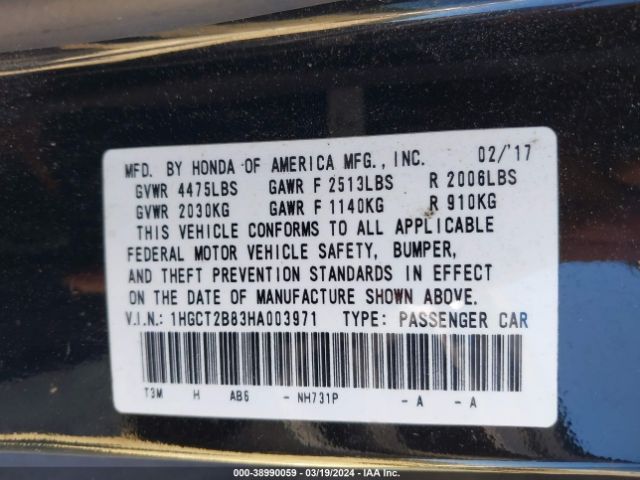 MFD. BY HONDA OF AMERICA MFG., INC. 02/'17
GVWR 4475LBS GAWR F 2513LBS R 2006LBS
GVWR 2030KG GAWR F 1140KG R 910KG
THIS VEHICLE CONFORMS TO ALL APPLICABLE
FEDERAL MOTOR VEHICLE SAFETY, BUMPER,
AND THEFT PREVENTION STANDARDS IN EFFECT
ON THE DATE OF MANUFACTURE SHOWN ABOVE.
V.I.N.: 1HGCT2B83HA003971 TYPE: PASSENGER CAR
T3M H AB6 - NH731P - A - A
000-38990059 - 03/19/2024 - IAA Inc.